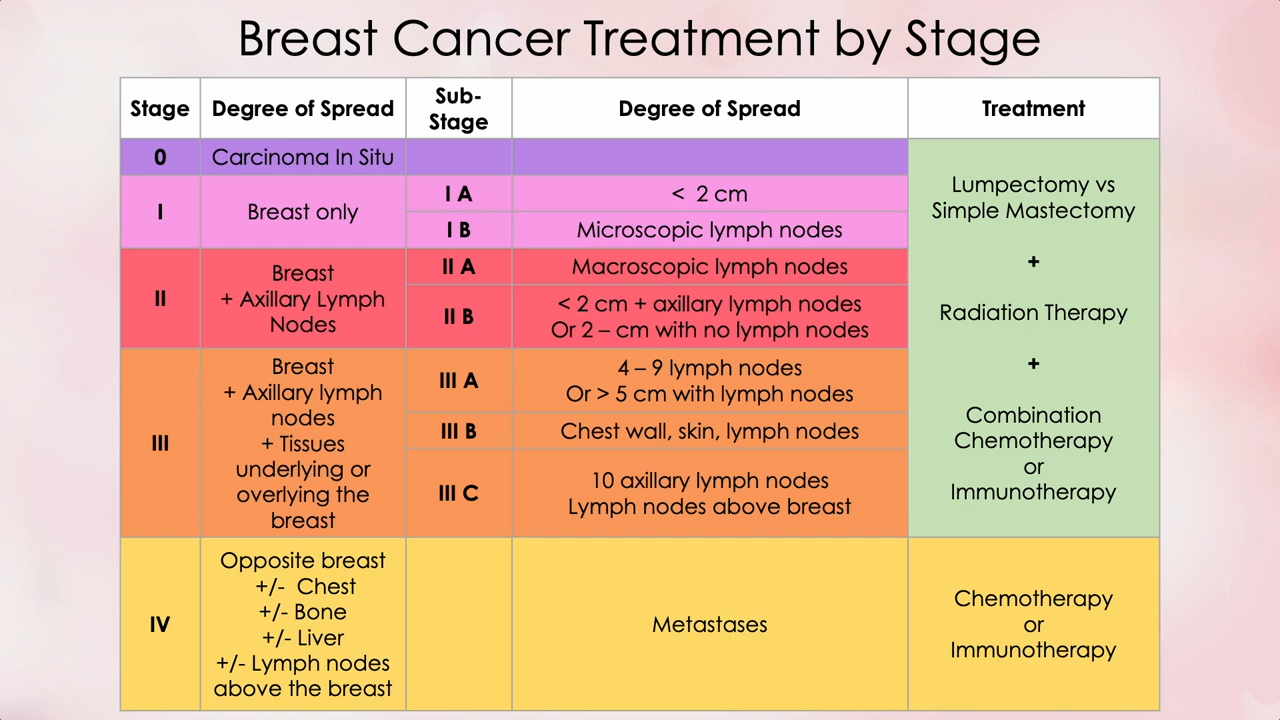 Breast Cancer Treatment by Stage
Stage
Degree of Spread
Sub-
Stage
Degree of Spread
Treatment
0
Carcinoma In Situ
I
Breast only
I A
< 2 cm
I B
Microscopic lymph nodes
II
Breast
+ Axillary Lymph
Nodes
II A
Macroscopic lymph nodes
II B
< 2 cm + axillary lymph nodes
Or 2 – cm with no lymph nodes
III
Breast
+ Axillary lymph
nodes
+ Tissues
underlying or
overlying the
breast
III A
4 – 9 lymph nodes
Or > 5 cm with lymph nodes
III B
Chest wall, skin, lymph nodes
III C
10 axillary lymph nodes
Lymph nodes above breast
Lumpectomy vs
Simple Mastectomy
+
Radiation Therapy
+
Combination
Chemotherapy
or
Immunotherapy
IV
Opposite breast
+/- Chest
+/- Bone
+/- Liver
+/- Lymph nodes
above the breast
Metastases
Chemotherapy
or
Immunotherapy